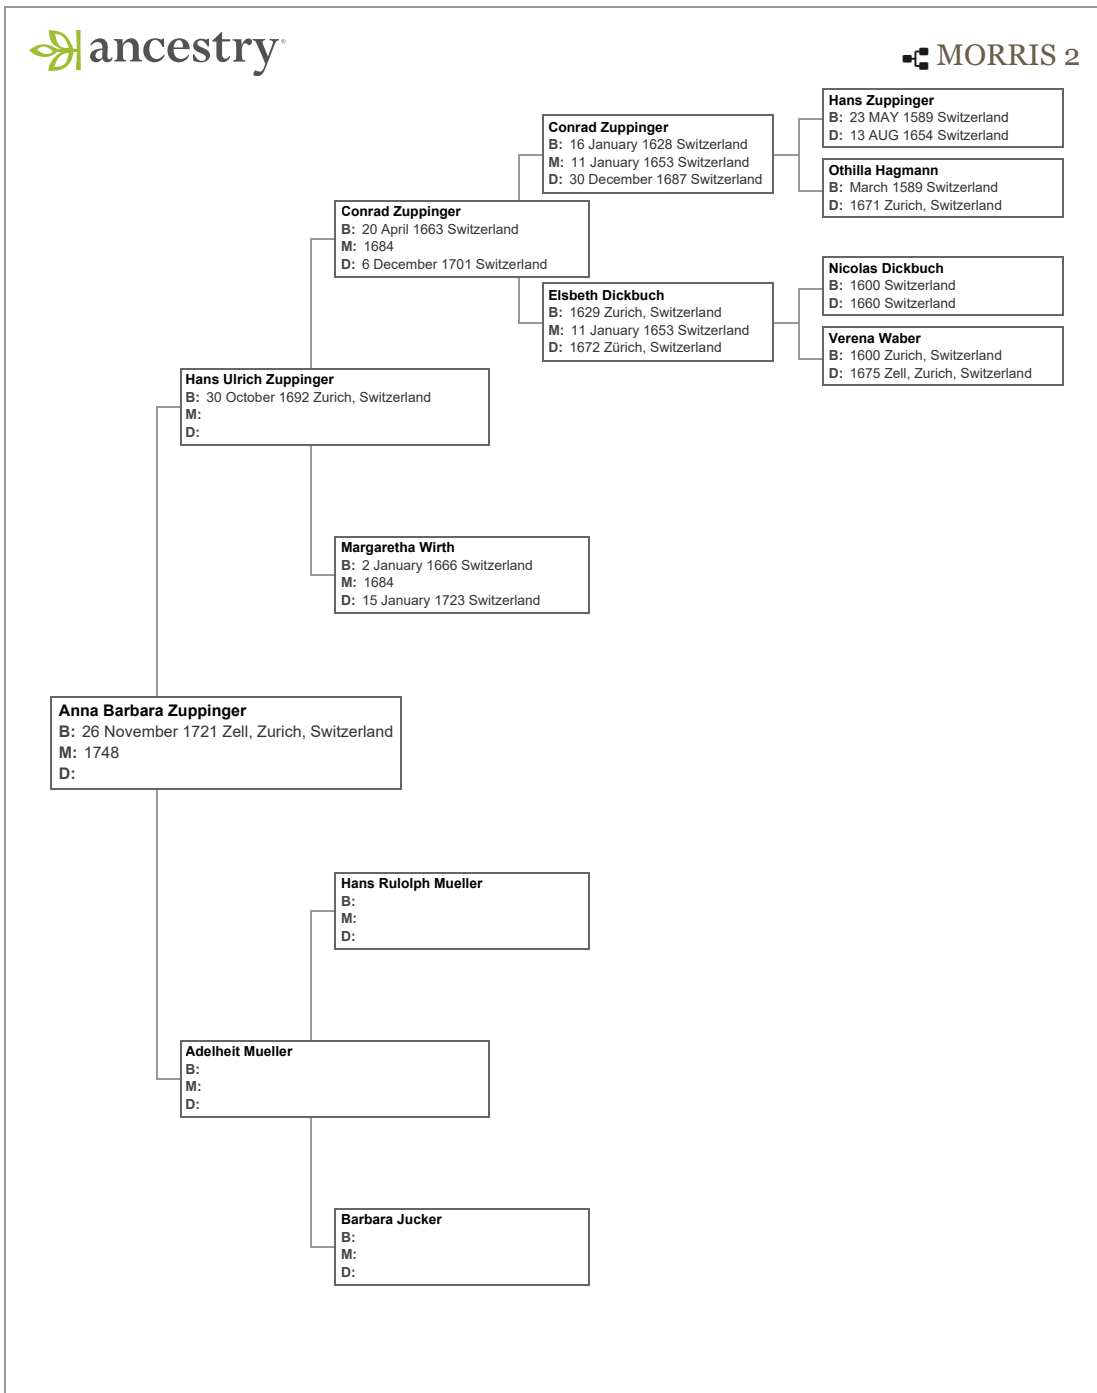 ancestry
MORRIS 2
Hans Zuppinger
B: 23 MAY 1589 Switzerland
D: 13 AUG 1654 Switzerland
Conrad Zuppinger
B: 16 January 1628 Switzerland
M: 11 January 1653 Switzerland
D: 30 December 1687 Switzerland
Othilla Hagmann
B: March 1589 Switzerland
D: 1671 Zurich, Switzerland
Conrad Zuppinger
B: 20 April 1663 Switzerland
M: 1684
D: 6 December 1701 Switzerland
Nicolas Dickbuch
B: 1600 Switzerland
D: 1660 Switzerland
Elsbeth Dickbuch
B: 1629 Zurich, Switzerland
M: 11 January 1653 Switzerland
D: 1672 Zürich, Switzerland
Verena Waber
B: 1600 Zurich, Switzerland
D: 1675 Zell, Zurich, Switzerland
Hans Ulrich Zuppinger
B: 30 October 1692 Zurich, Switzerland
M:
D:
Margaretha Wirth
B: 2 January 1666 Switzerland
M: 1684
D: 15 January 1723 Switzerland
Anna Barbara Zuppinger
B: 26 November 1721 Zell, Zurich, Switzerland
M: 1748
D:
Hans Rulolph Mueller
B:
M:
D:
Adelheit Mueller
B:
M:
D:
Barbara Jucker
B:
M:
D: